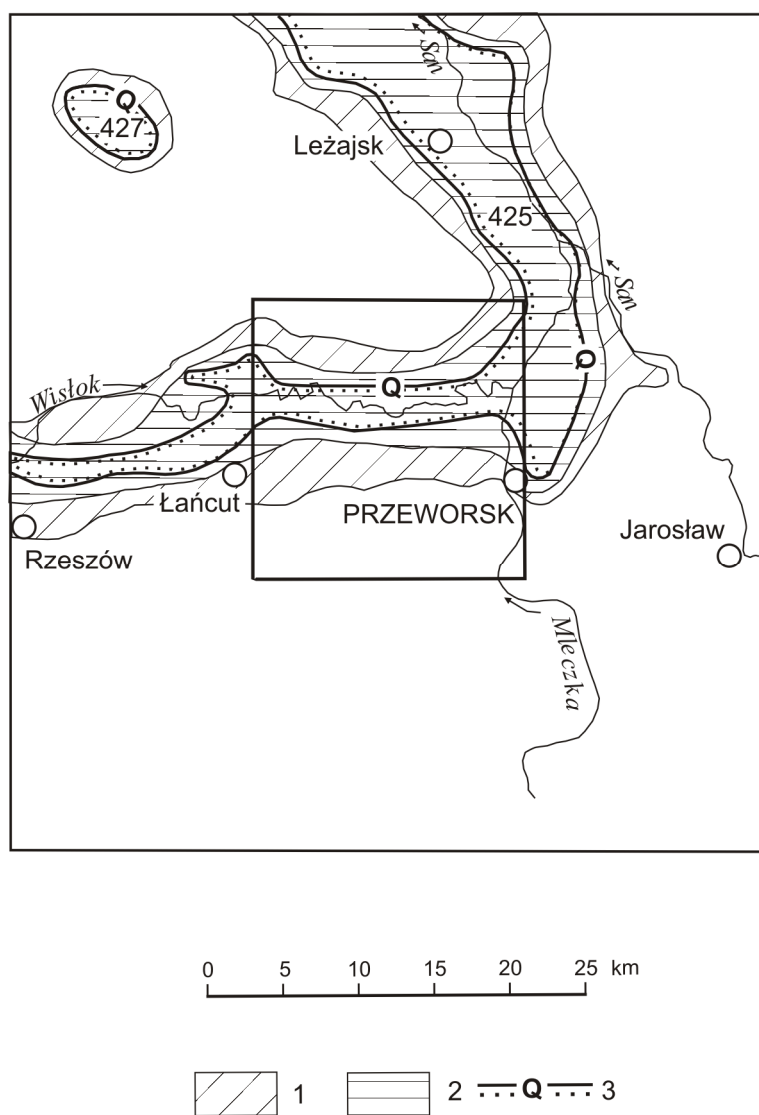 San
Q
427
Leżajsk
425
San
Q
Wisłok
Q
Łańcut
PRZEWORSK
Jarosław
Rzeszów
Mleczka
0 5 10 15 20 25 km
1 2 Q 3